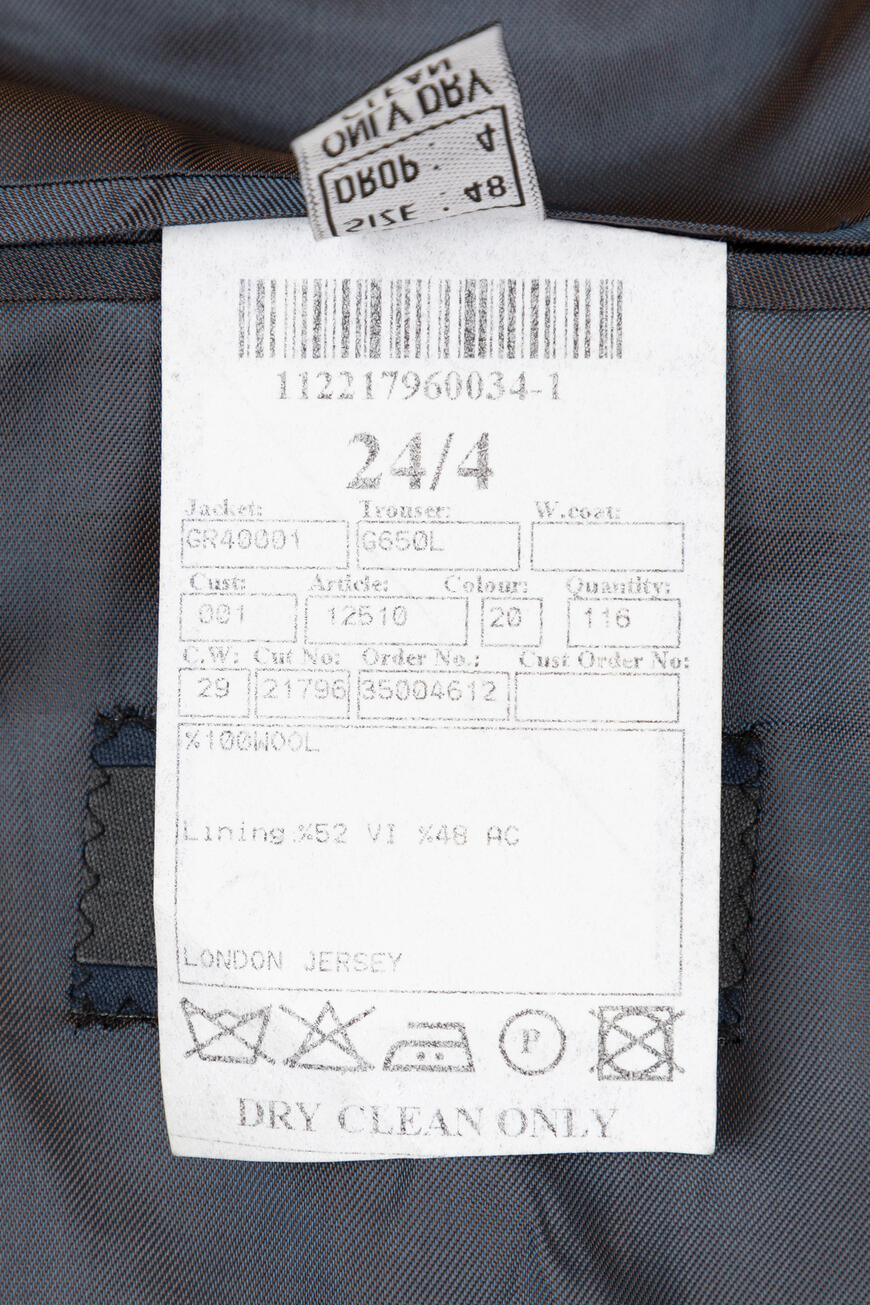 CLEAN
ONLY DRY
DROP : 4
SIZE : 48
112217960034-1
24/4
Jacket: Trouser: W.coat:
GR40001 G650L
Cust: Article: Colour: Quantity:
001 12510 20 116
C.W: Cut No: Order No.: Cust Order No:
29 21796 35004612
%100WOOL
Lining %52 VI %48 AC
LONDON JERSEY
P
DRY CLEAN ONLY